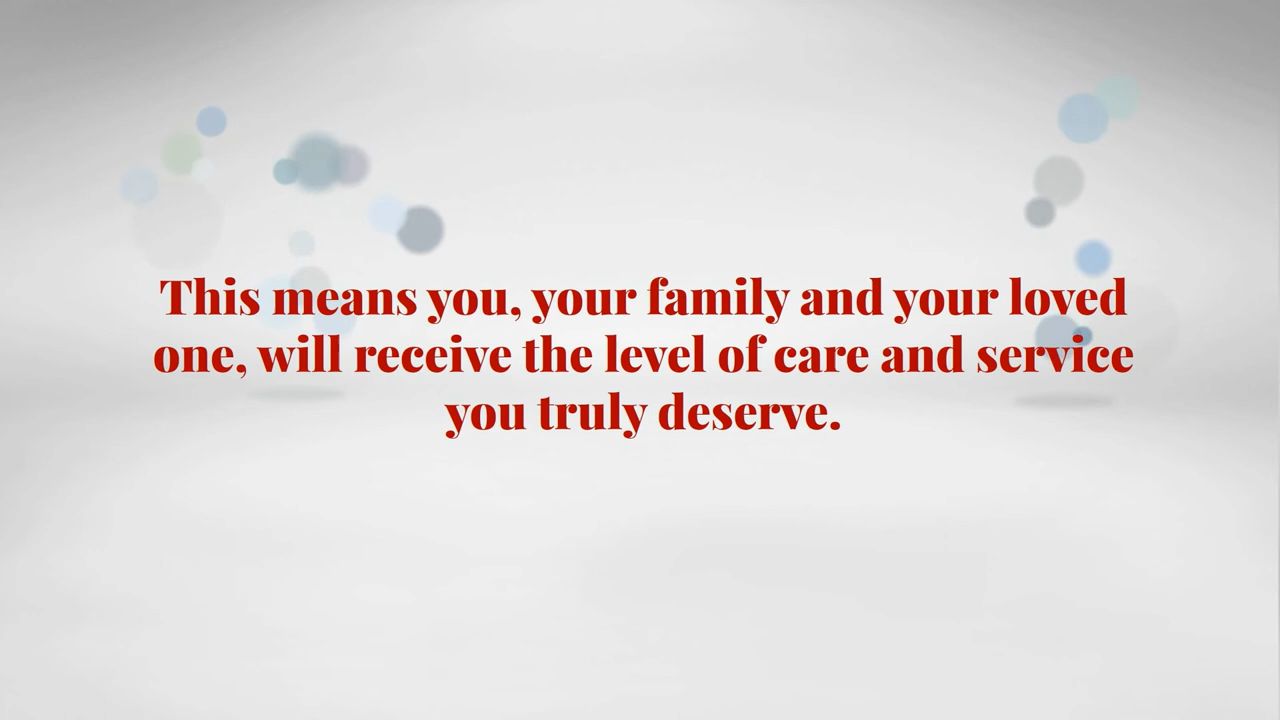 This means you, your family and your loved
one, will receive the level of care and service
you truly deserve.